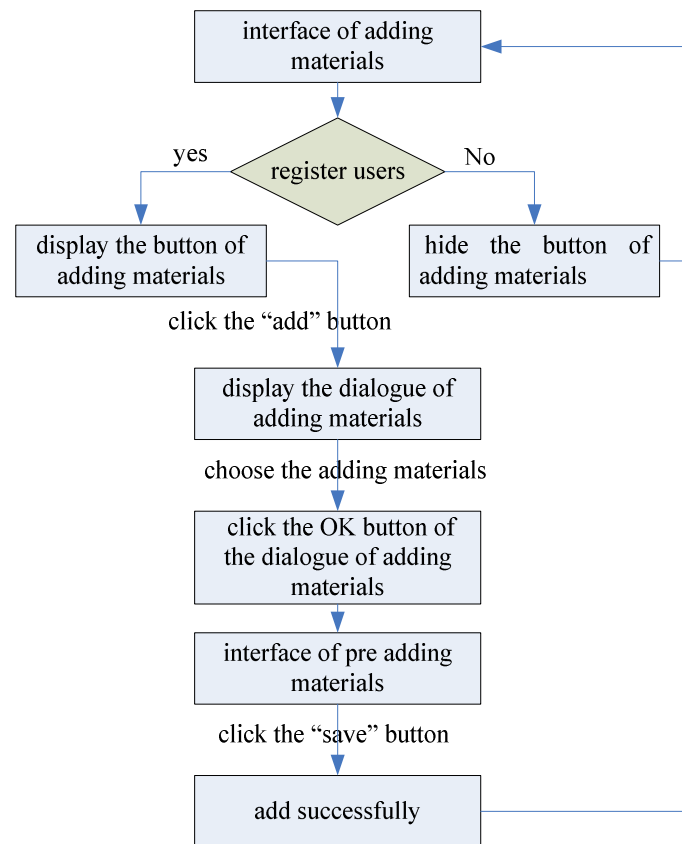 interface of adding
materials
yes
No
register users
display the button of
adding materials
hide the button of
adding materials
click the “add” button
display the dialogue of
adding materials
choose the adding materials
click the OK button of
the dialogue of adding
materials
interface of pre adding
materials
click the “save” button
add successfully